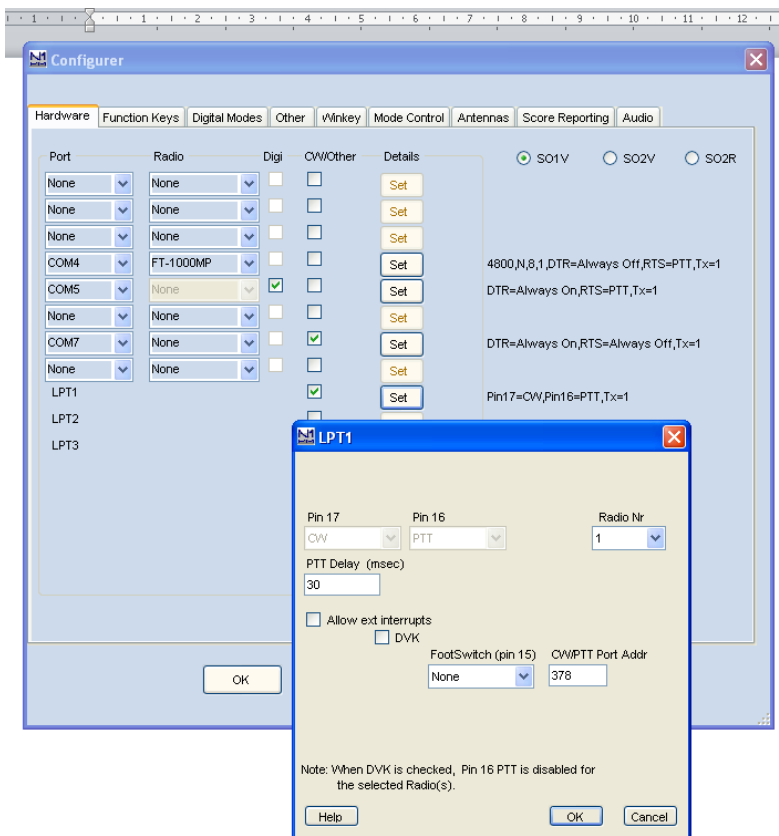 1 · 1 · 1 · 2 · 3 · 4 · 5 · 6 · 7 · 8 · 9 · 10 · 11 · 12
N1 Configurer
Hardware Function Keys Digital Modes Other Winkey Mode Control Antennas Score Reporting Audio
Port Radio Digi CW/Other Details SO1V SO2V SO2R
None None Set
None None Set
None None Set
COM4 FT-1000MP Set 4800,N,8,1,DTR=Always Off,RTS=PTT,Tx=1
COM5 None Set DTR=Always On,RTS=PTT,Tx=1
None None Set
COM7 None Set DTR=Always On,RTS=Always Off,Tx=1
None None Set
LPT1 Set Pin17=CW,Pin16=PTT,Tx=1
LPT2
LPT3
OK
N1 LPT1
Pin 17 Pin 16 Radio Nr
CW PTT 1
PTT Delay (msec)
30
Allow ext interrupts
DVK
FootSwitch (pin 15) CW/PTT Port Addr
None 378
Note: When DVK is checked, Pin 16 PTT is disabled for
the selected Radio(s).
Help OK Cancel